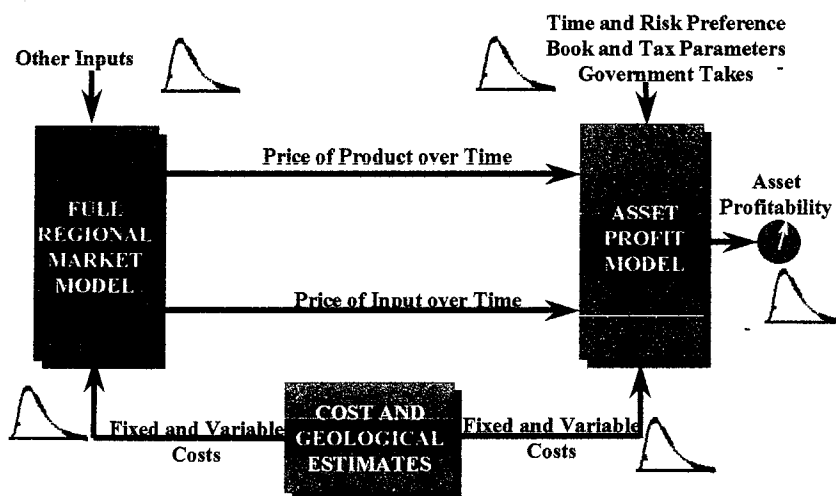 Time and Risk Preference
Book and Tax Parameters
Government Takes
Other Inputs
Price of Product over Time
Asset
Profitability
FULL
REGIONAL
MARKET
MODEL
ASSET
PROFIT
MODEL
Price of Input over Time
Fixed and Variable
Costs
COST AND
GEOLOGICAL
ESTIMATES
Fixed and Variable
Costs